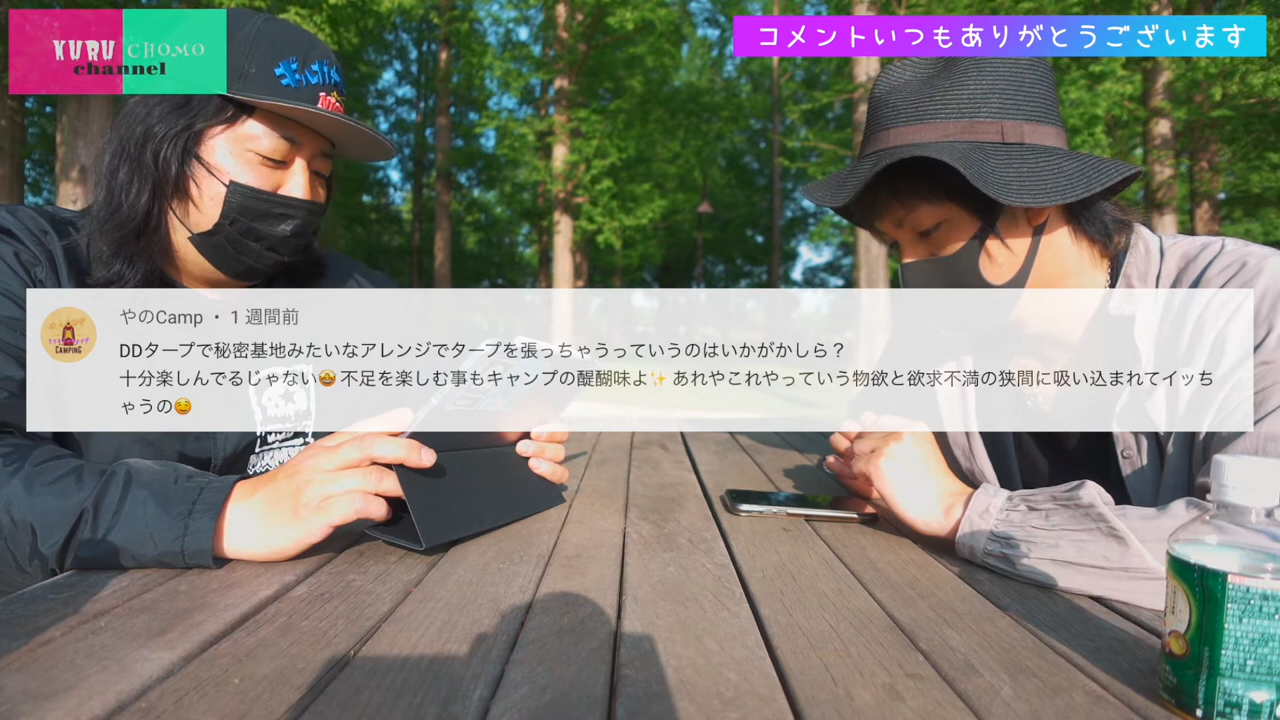 KURU CHOMO
channel
コメントいつもありがとうございます
ギルガメ
やのCamp ・ 1 週間前
DDタープで秘密基地みたいなアレンジでタープを張っちゃうっていうのはいかがかしら？
十分楽しんでるじゃない🤩 不足を楽しむ事もキャンプの醍醐味よ✨ あれやこれやっていう物欲と欲求不満の狭間に吸い込まれてイッち
ゃうの🤤
CAMPING